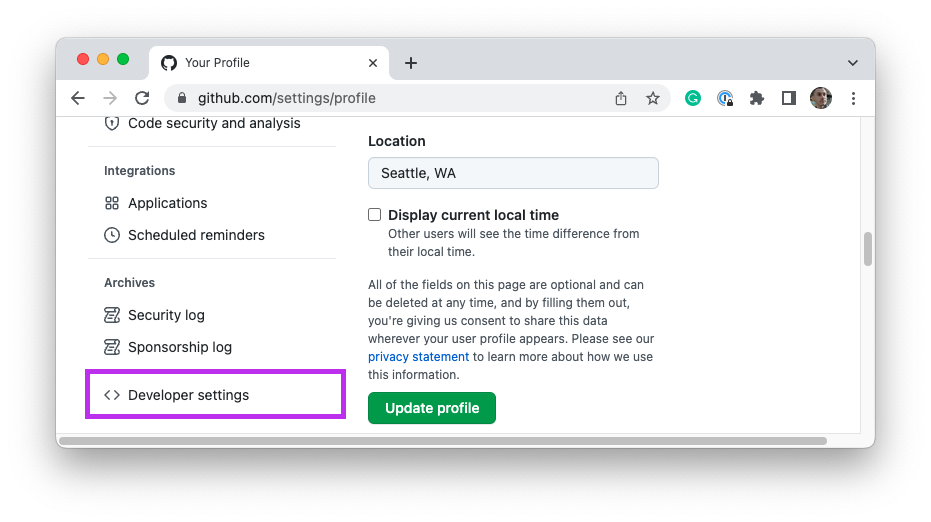 Your Profile
github.com/settings/profile
Code security and analysis
Integrations
Applications
Scheduled reminders
Archives
Security log
Sponsorship log
Developer settings
Location
Seattle, WA
Display current local time
Other users will see the time difference from
their local time.
All of the fields on this page are optional and can
be deleted at any time, and by filling them out,
you're giving us consent to share this data
wherever your user profile appears. Please see our
privacy statement to learn more about how we use
this information.
Update profile